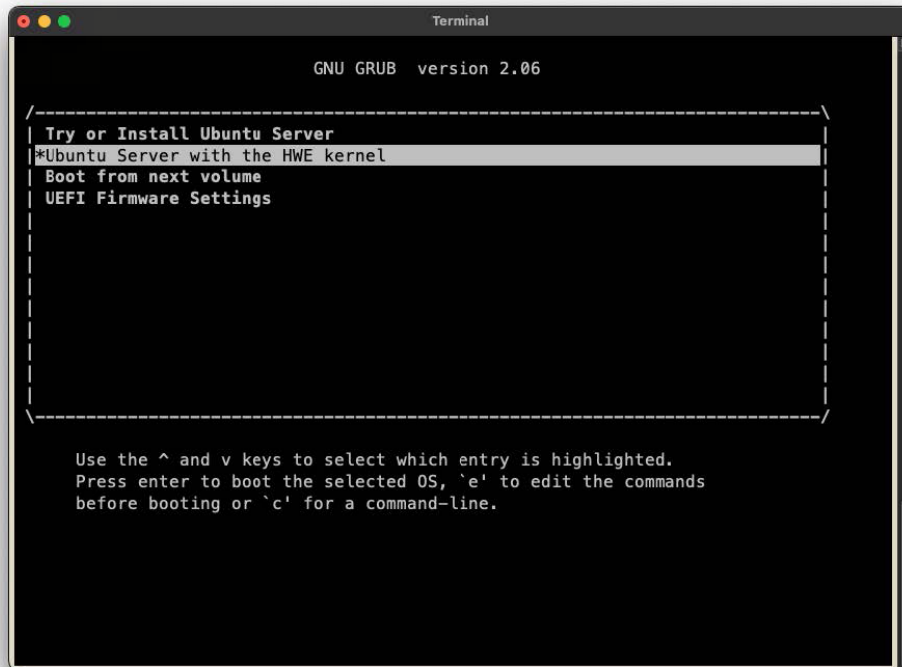 Terminal
GNU GRUB  version 2.06
/----------------------------------------------------------------------------\
| Try or Install Ubuntu Server |
|*Ubuntu Server with the HWE kernel |
| Boot from next volume |
| UEFI Firmware Settings |
\----------------------------------------------------------------------------/
Use the ^ and v keys to select which entry is highlighted.
Press enter to boot the selected OS, `e' to edit the commands
before booting or `c' for a command-line.